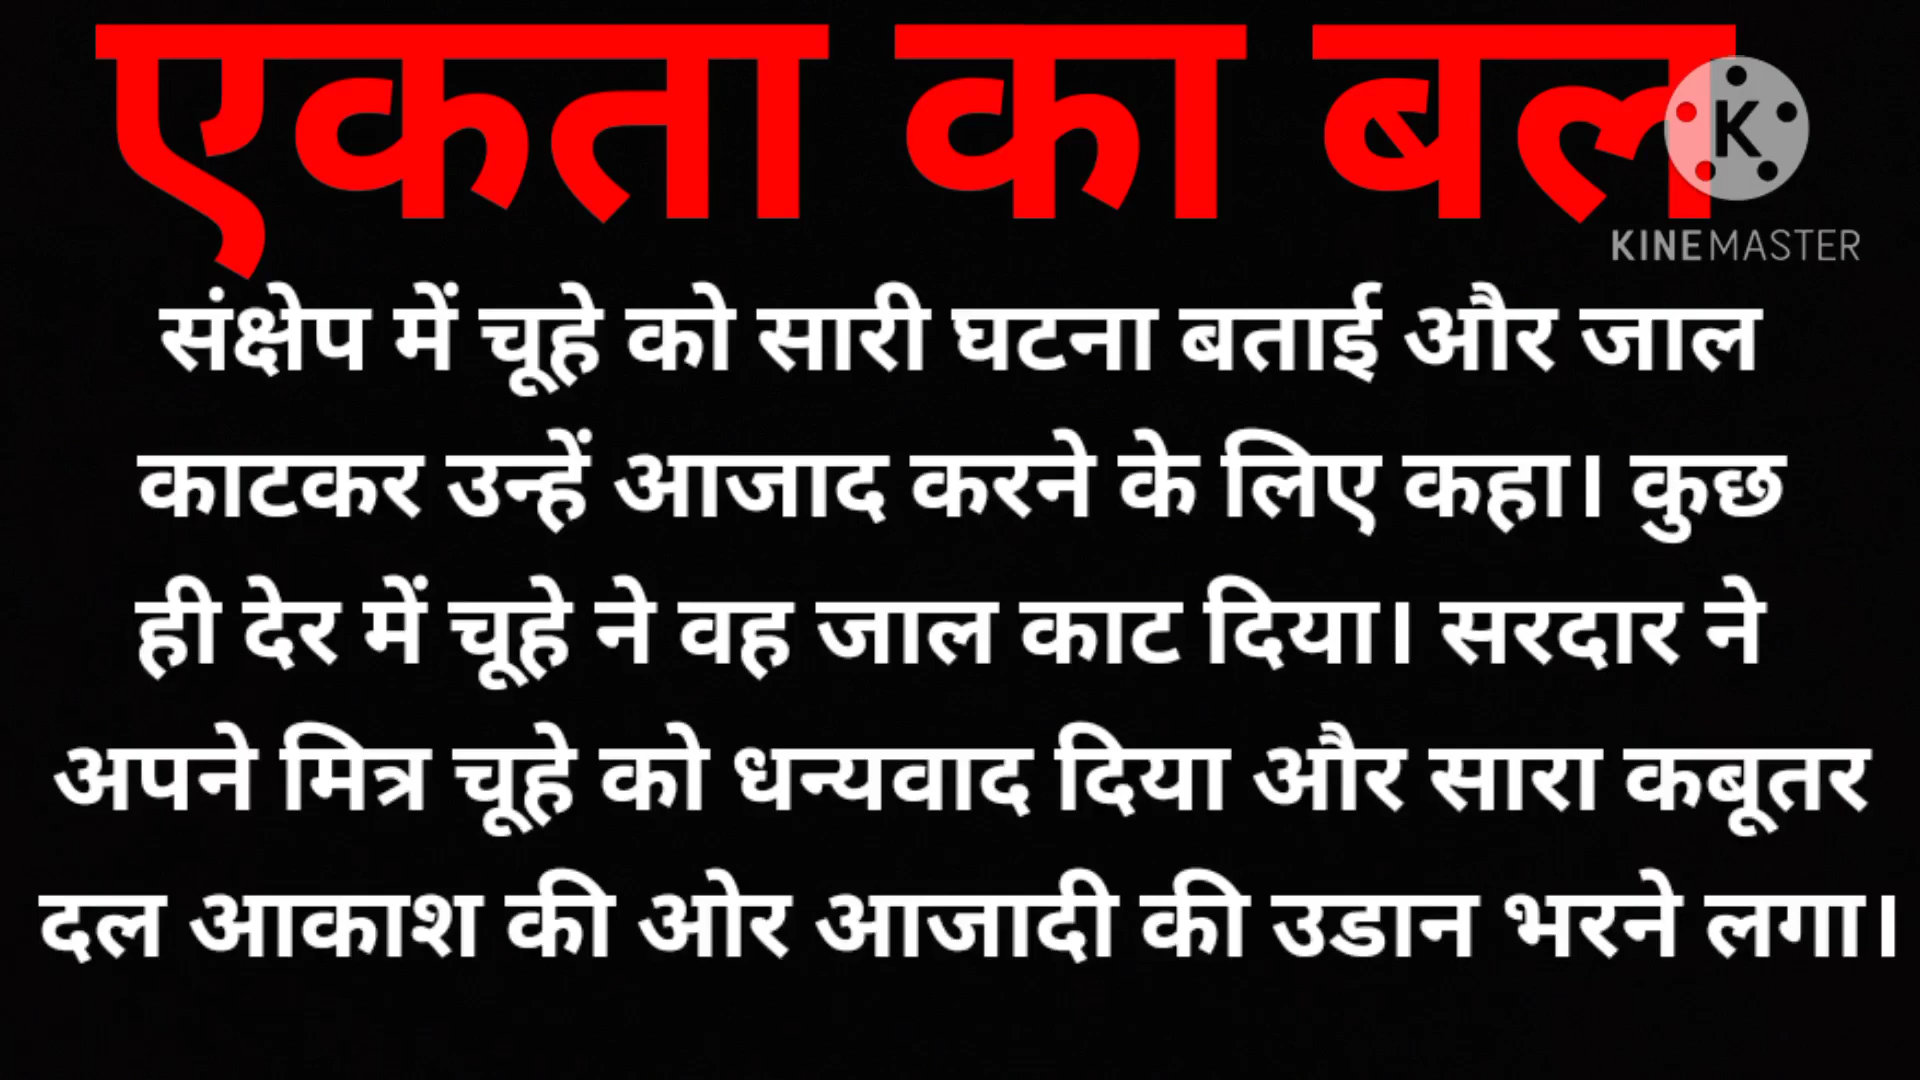 एकता का बल
KINEMASTER
संक्षेप में चूहे को सारी घटना बताई और जाल
काटकर उन्हें आजाद करने के लिए कहा। कुछ
ही देर में चूहे ने वह जाल काट दिया। सरदार ने
अपने मित्र चूहे को धन्यवाद दिया और सारा कबूतर
दल आकाश की ओर आजादी की उडान भरने लगा।